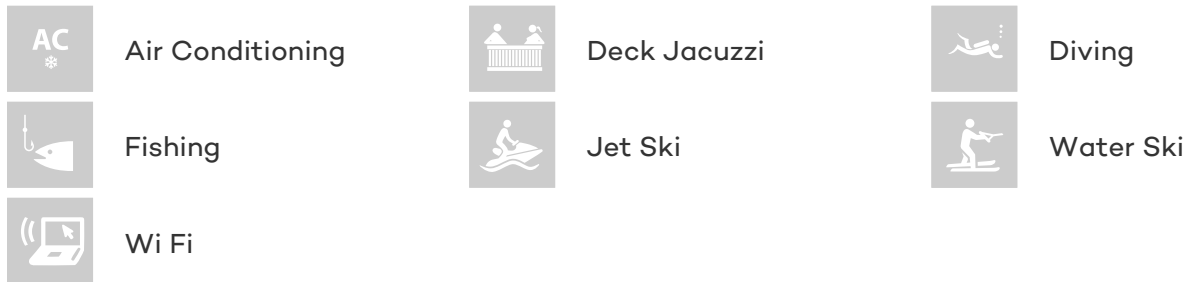 AC
Air Conditioning
Deck Jacuzzi
Diving
Fishing
Jet Ski
Water Ski
Wi Fi